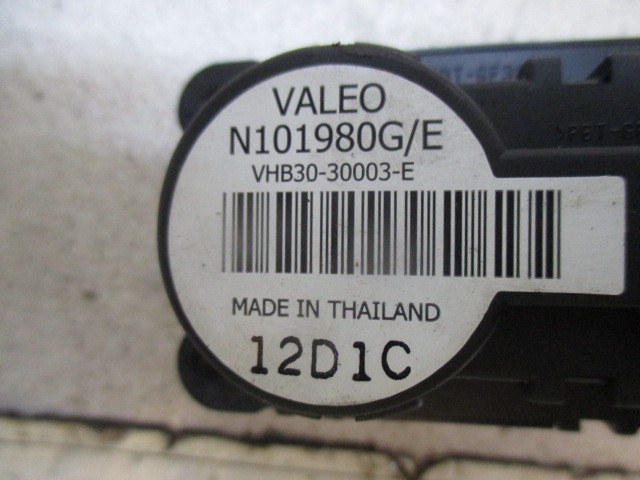 VALEO
N101980G/E
VHB30-30003-E
MADE IN THAILAND
12D1C